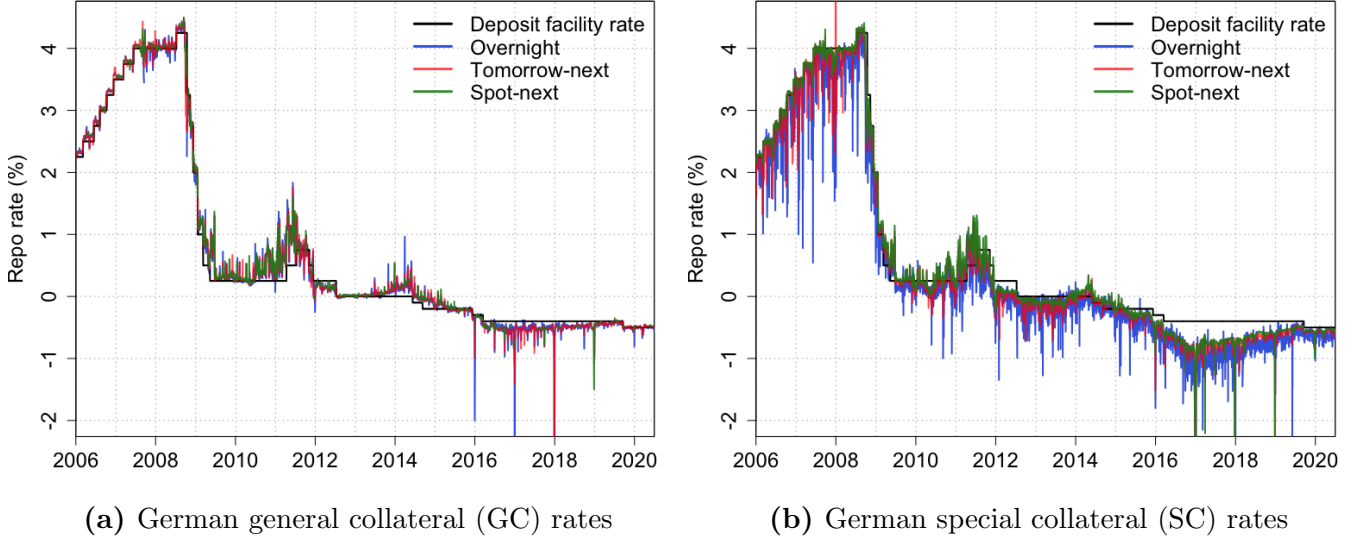 Deposit facility rate
Overnight
Tomorrow-next
Spot-next
Repo rate (%)
4
3
2
1
0
-1
-2
2006 2008 2010 2012 2014 2016 2018 2020
(a) German general collateral (GC) rates
Deposit facility rate
Overnight
Tomorrow-next
Spot-next
Repo rate (%)
4
3
2
1
0
-1
-2
2006 2008 2010 2012 2014 2016 2018 2020
(b) German special collateral (SC) rates